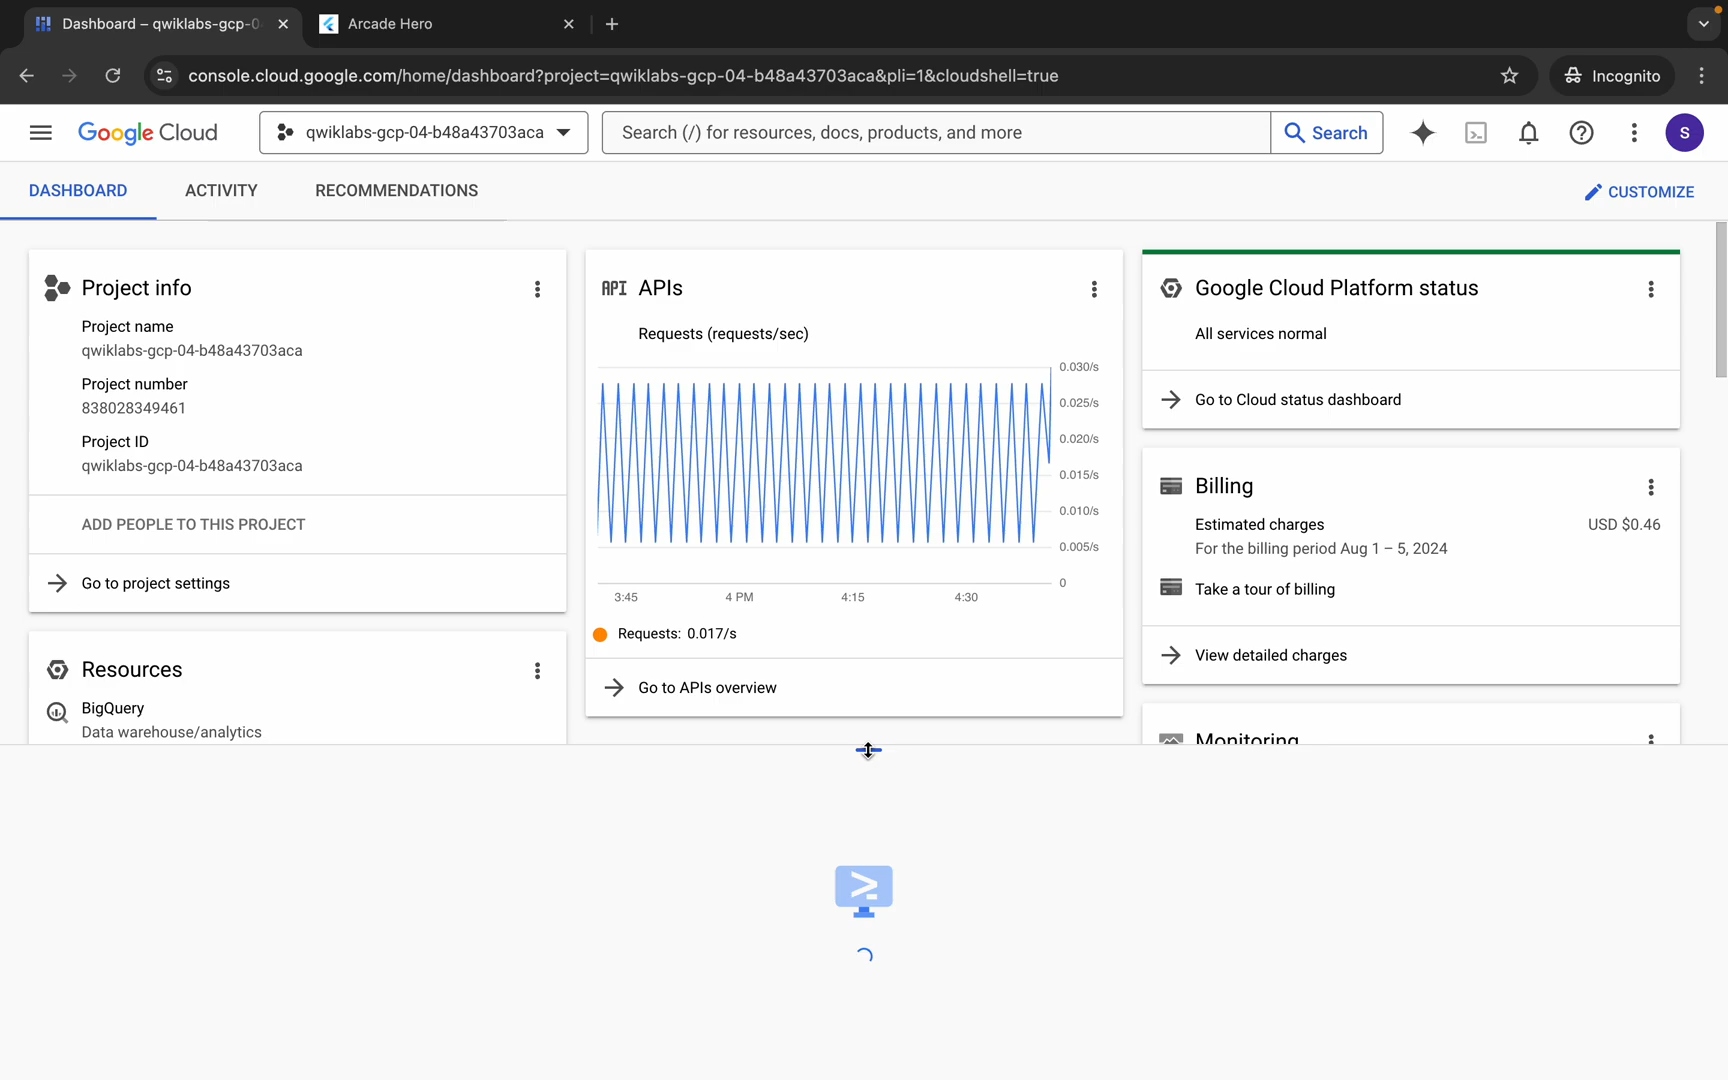 Dashboard – qwiklabs-gcp-0
Arcade Hero
console.cloud.google.com/home/dashboard?project=qwiklabs-gcp-04-b48a43703aca&pli=1&cloudshell=true
Incognito
Google Cloud
qwiklabs-gcp-04-b48a43703aca
Search (/) for resources, docs, products, and more
Search
S
DASHBOARD
ACTIVITY
RECOMMENDATIONS
CUSTOMIZE
Project info
Project name
qwiklabs-gcp-04-b48a43703aca
Project number
838028349461
Project ID
qwiklabs-gcp-04-b48a43703aca
ADD PEOPLE TO THIS PROJECT
Go to project settings
Resources
BigQuery
Data warehouse/analytics
API APIs
Requests (requests/sec)
0.030/s
0.025/s
0.020/s
0.015/s
0.010/s
0.005/s
0
3:45
4 PM
4:15
4:30
Requests: 0.017/s
Go to APIs overview
Google Cloud Platform status
All services normal
Go to Cloud status dashboard
Billing
Estimated charges
USD $0.46
For the billing period Aug 1 – 5, 2024
Take a tour of billing
View detailed charges
Monitoring